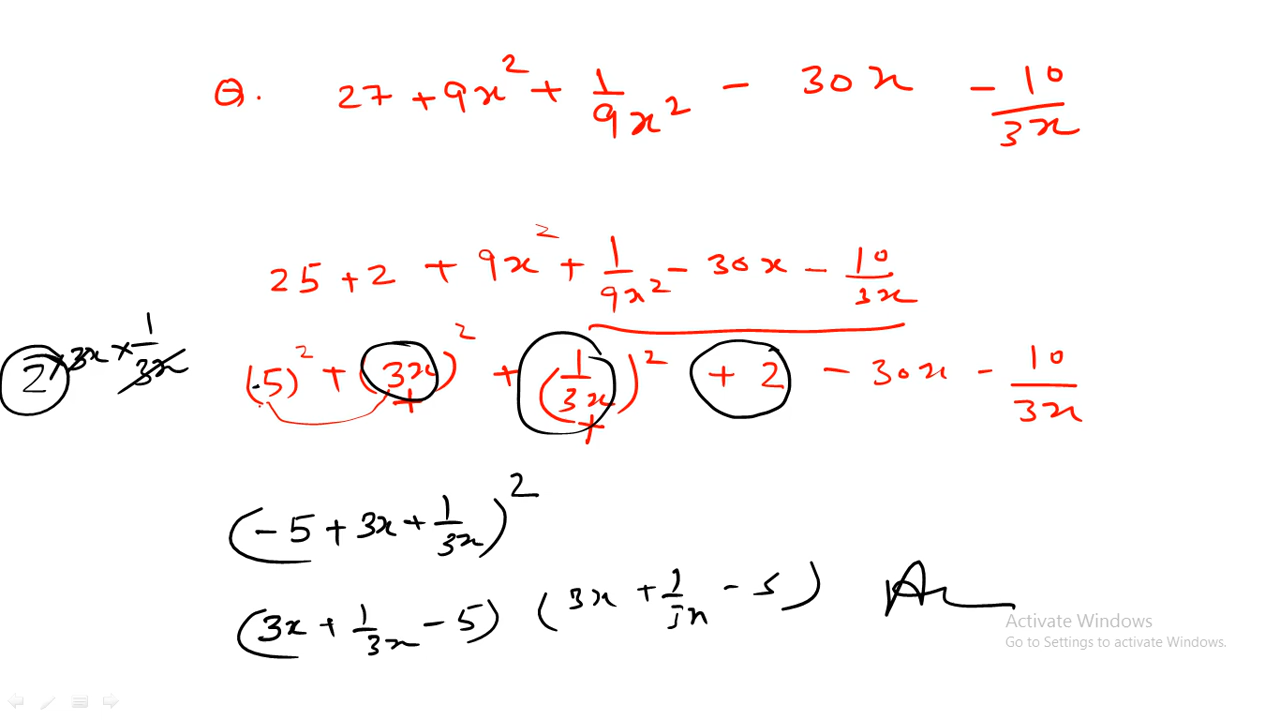 Q. 27 + 9x² + 1/9x² - 30x - 10/3x
25 + 2 + 9x² + 1/9x² - 30x - 10/3x
2 × 3x × 1/3x
(-5)² + (3x)² + (1/3x)² + 2 - 30x - 10/3x
+ +
(-5 + 3x + 1/3x)²
(3x + 1/3x - 5) (3x + 1/3x - 5)
Activate Windows
Go to Settings to activate Windows.